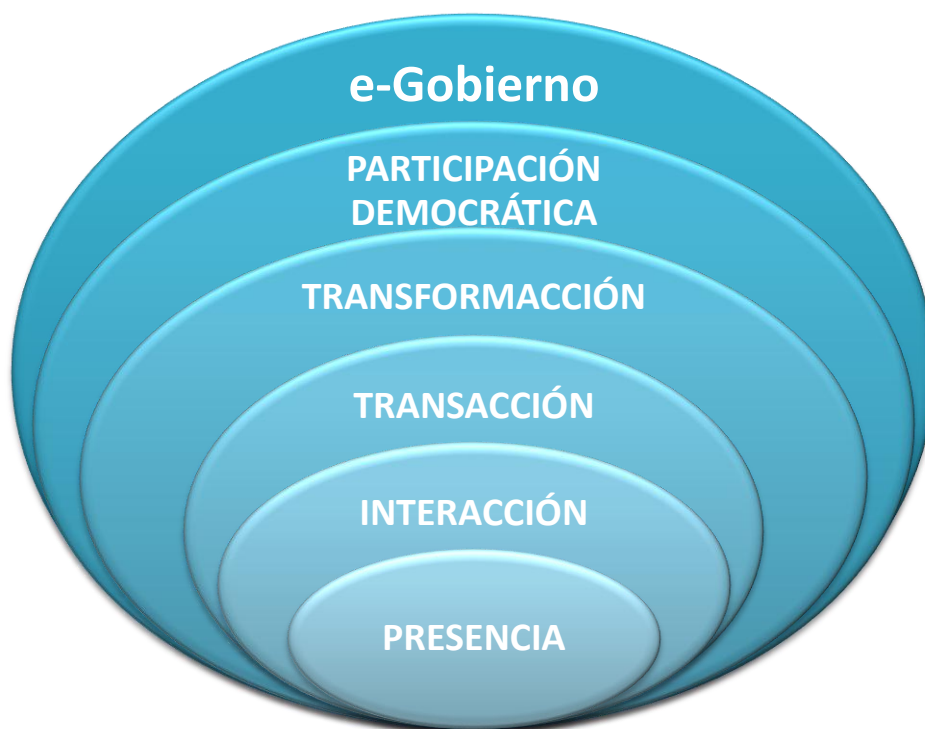 e-Gobierno
PARTICIPACIÓN
DEMOCRÁTICA
TRANSFORMACCIÓN
TRANSACCIÓN
INTERACCIÓN
PRESENCIA